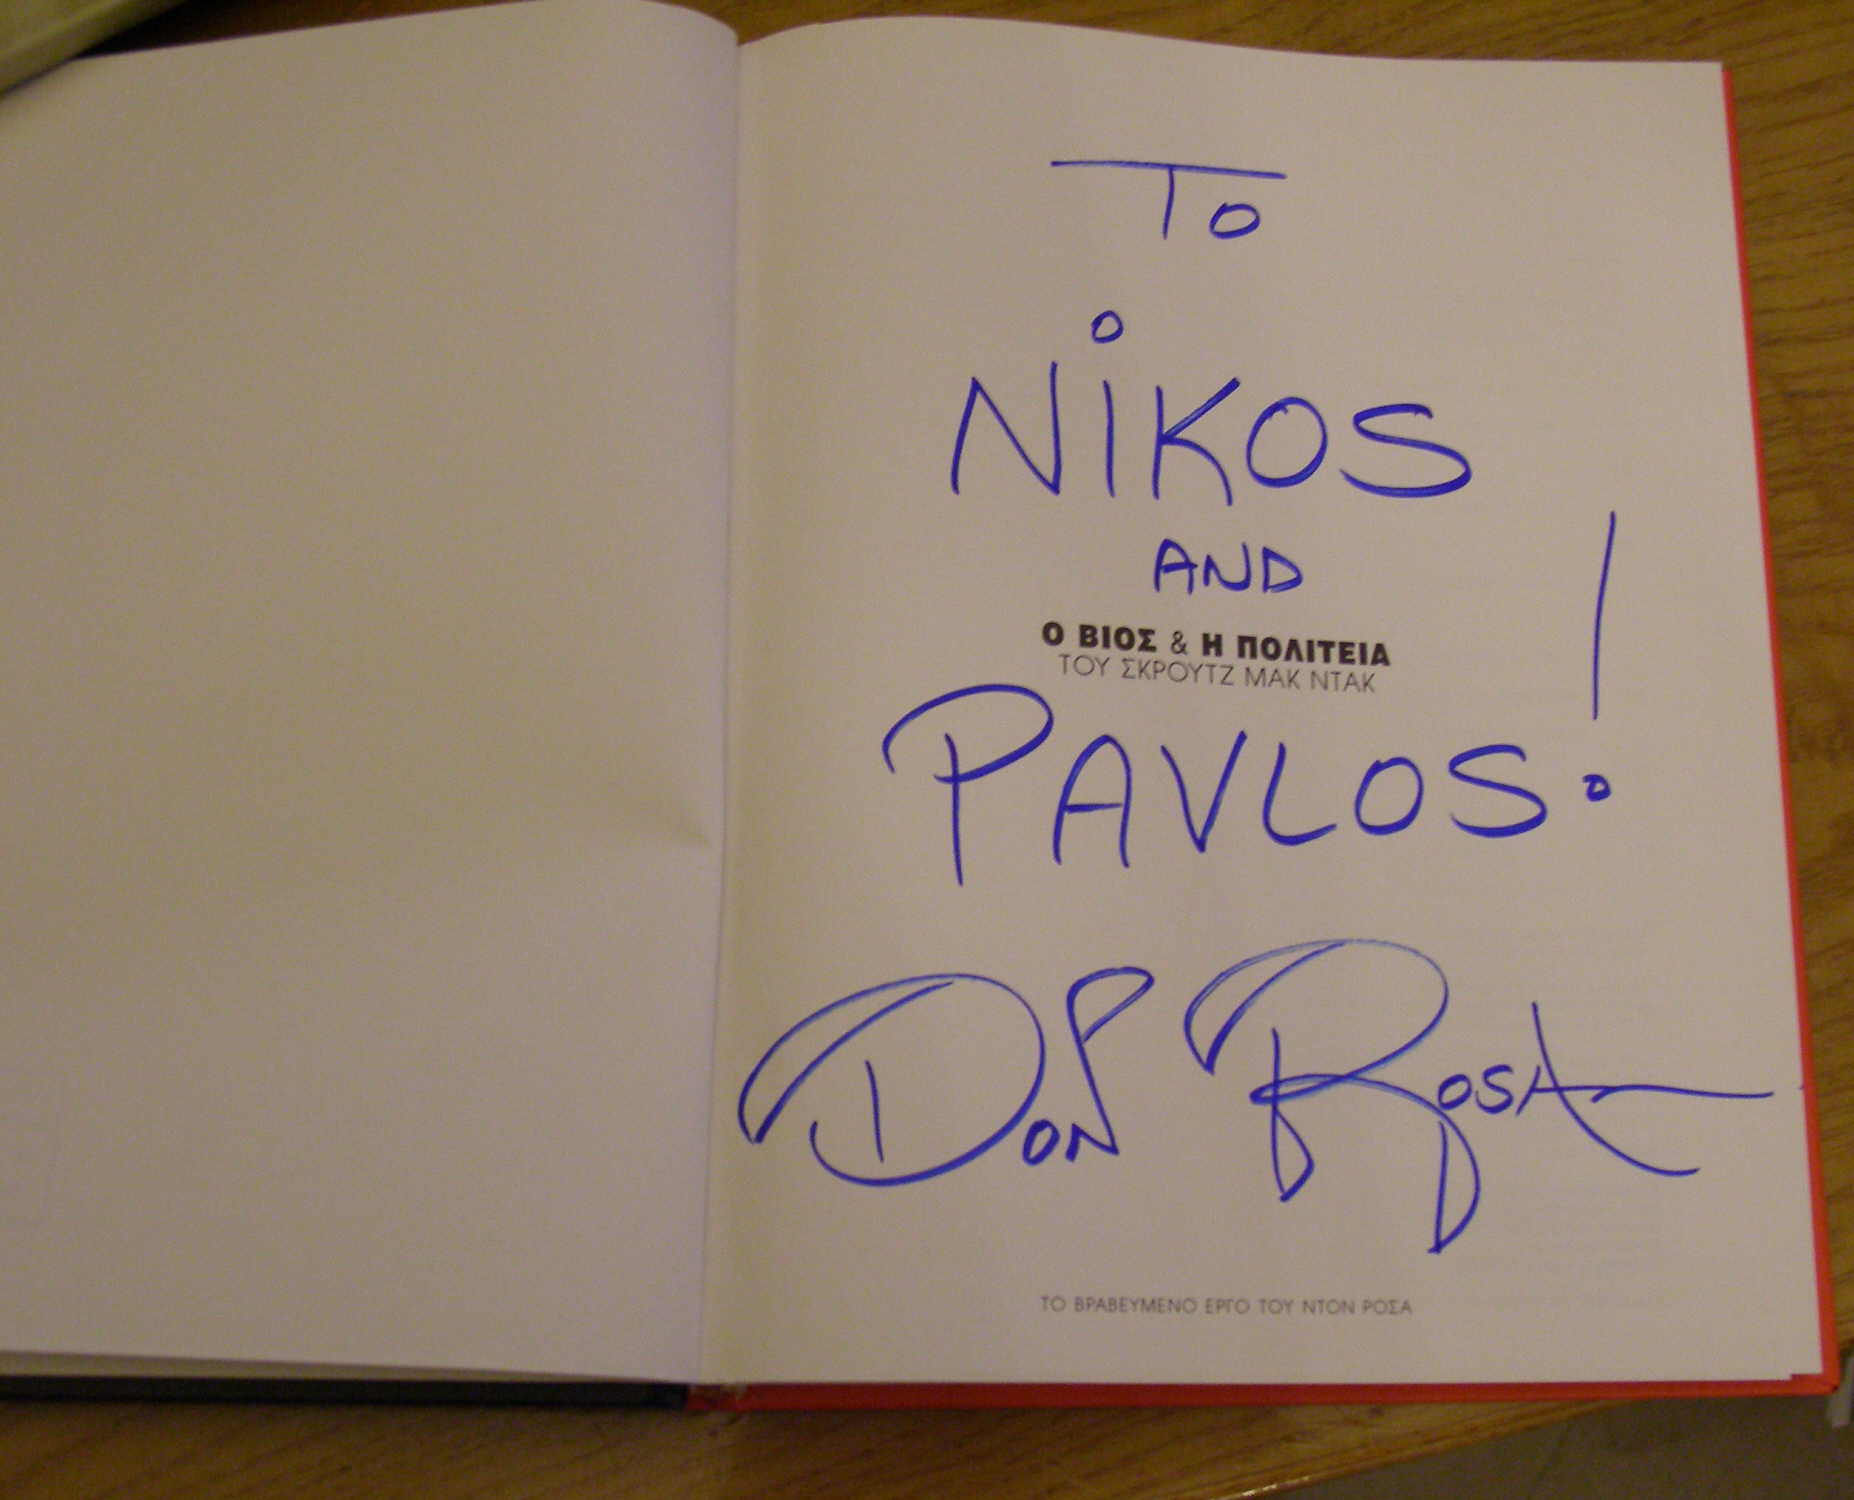 To
NiKOS
AND
Ο ΒΙΟΣ & Η ΠΟΛΙΤΕΙΑ
ΤΟΥ ΣΚΡΟΥΤΖ ΜΑΚ ΝΤΑΚ
PAVLOS!
DON ROSA
ΤΟ ΒΡΑΒΕΥΜΕΝΟ ΕΡΓΟ ΤΟΥ ΝΤΟΝ ΡΟΣΑ